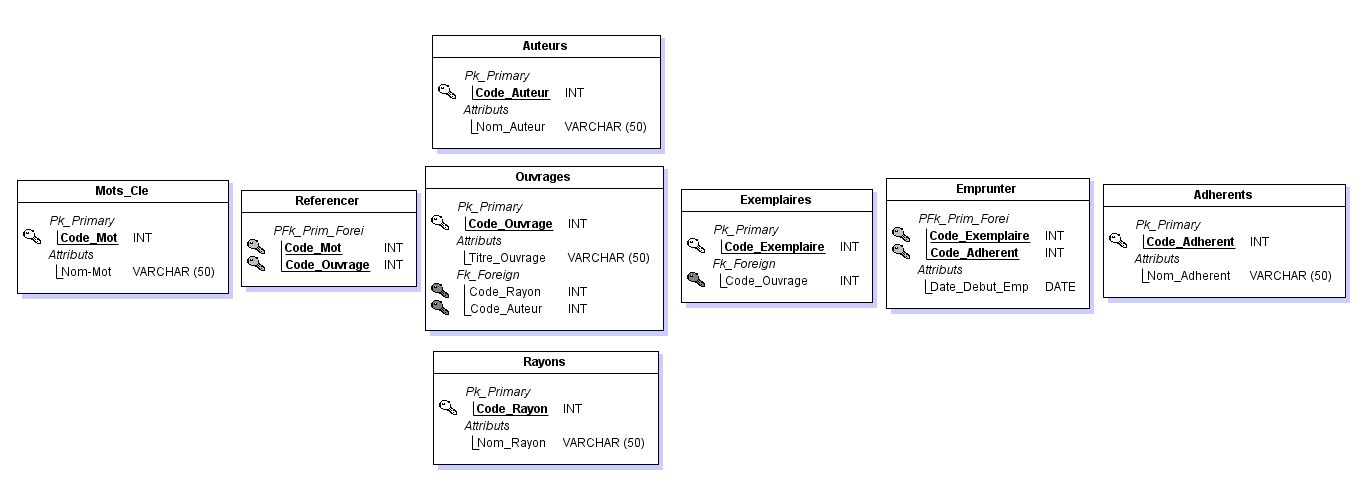 Auteurs
Pk_Primary
Code_Auteur INT
Attributs
Nom_Auteur VARCHAR (50)
Mots_Cle
Pk_Primary
Code_Mot INT
Attributs
Nom-Mot VARCHAR (50)
Referencer
PFk_Prim_Forei
Code_Mot INT
Code_Ouvrage INT
Ouvrages
Pk_Primary
Code_Ouvrage INT
Attributs
Titre_Ouvrage VARCHAR (50)
Fk_Foreign
Code_Rayon INT
Code_Auteur INT
Exemplaires
Pk_Primary
Code_Exemplaire INT
Fk_Foreign
Code_Ouvrage INT
Emprunter
PFk_Prim_Forei
Code_Exemplaire INT
Code_Adherent INT
Attributs
Date_Debut_Emp DATE
Adherents
Pk_Primary
Code_Adherent INT
Attributs
Nom_Adherent VARCHAR (50)
Rayons
Pk_Primary
Code_Rayon INT
Attributs
Nom_Rayon VARCHAR (50)